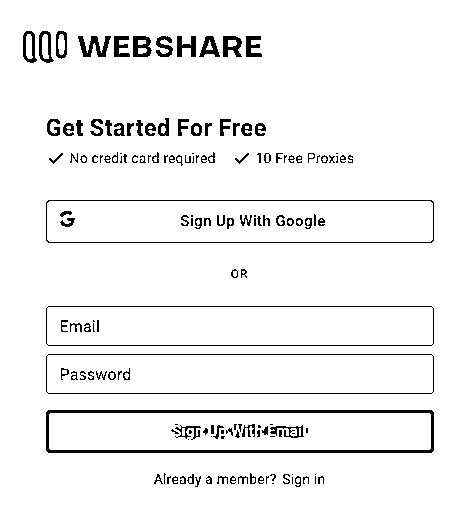 WEBSHARE
Get Started For Free
No credit card required 10 Free Proxies
Sign Up With Google
OR
Email
Password
Sign Up With Email
Already a member? Sign in